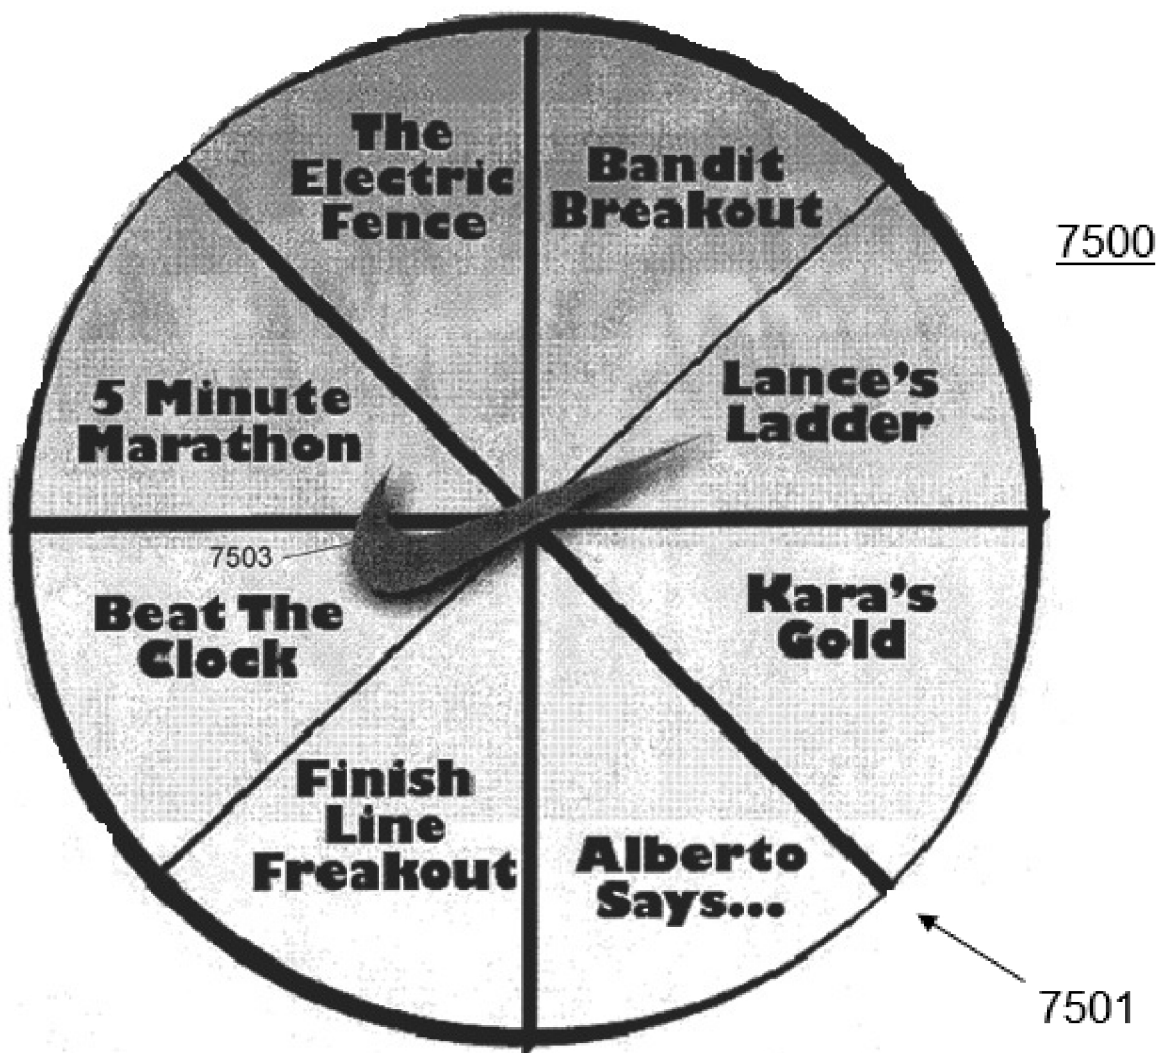 The
Electric
Fence
Bandit
Breakout
7500
5 Minute
Marathon
Lance's
Ladder
7503
Beat The
Clock
Kara's
Gold
Finish
Line
Freakout
Alberto
Says...
7501